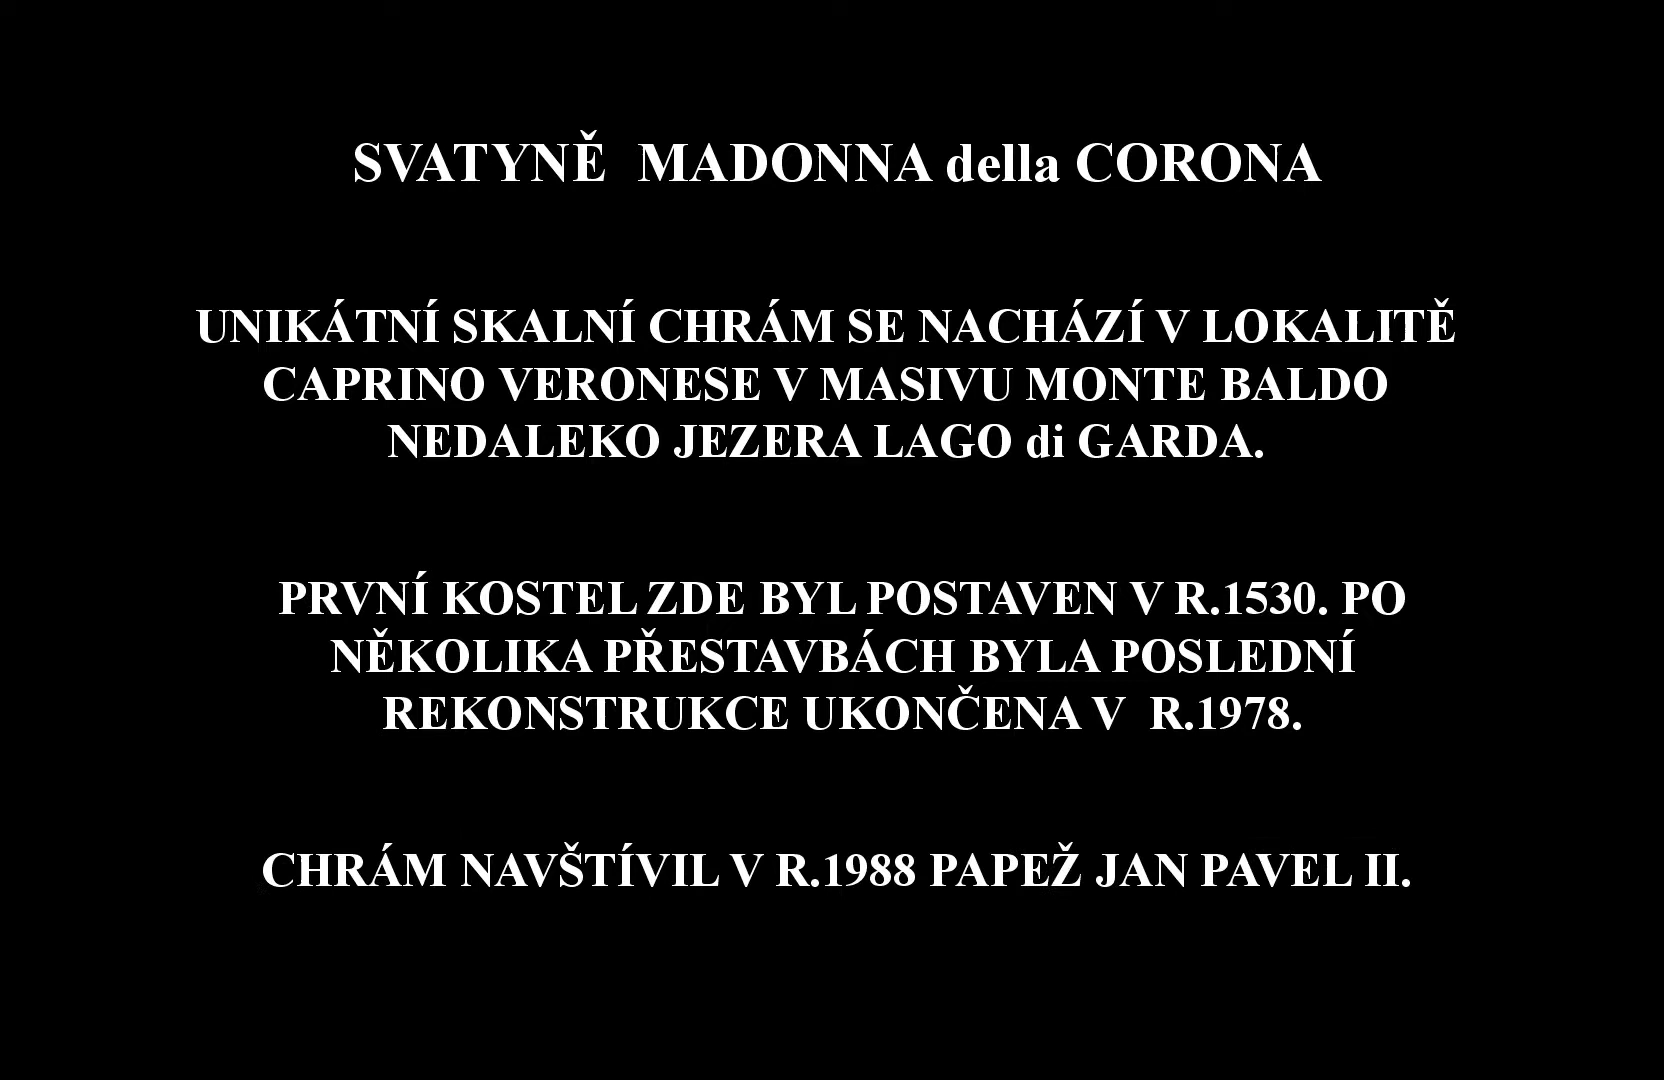 SVATYNĚ  MADONNA della CORONA
UNIKÁTNÍ SKALNÍ CHRÁM SE NACHÁZÍ V LOKALITĚ
CAPRINO VERONESE V MASIVU MONTE BALDO
NEDALEKO JEZERA LAGO di GARDA.
PRVNÍ KOSTEL ZDE BYL POSTAVEN V R.1530. PO
NĚKOLIKA PŘESTAVBÁCH BYLA POSLEDNÍ
REKONSTRUKCE UKONČENA V  R.1978.
CHRÁM NAVŠTÍVIL V R.1988 PAPEŽ JAN PAVEL II.